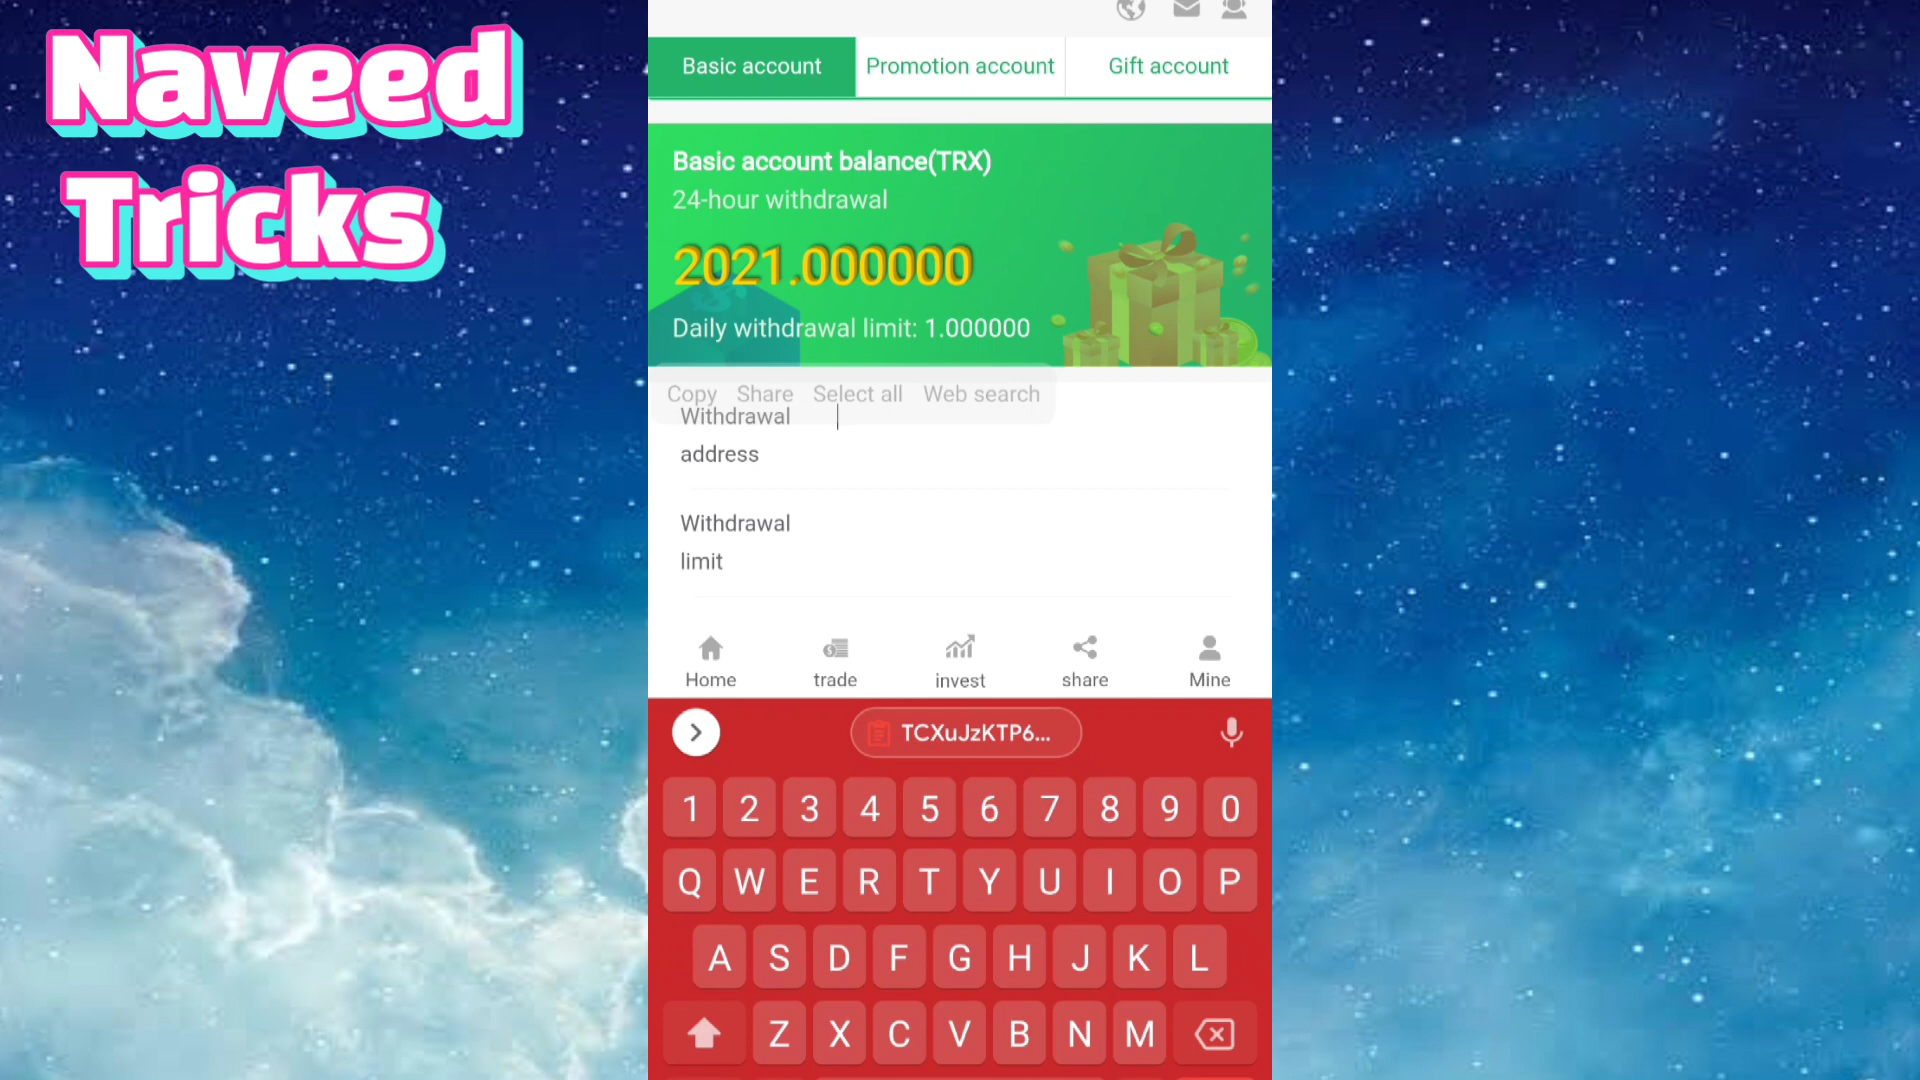 Naveed
Tricks
Basic account
Promotion account
Gift account
Basic account balance(TRX)
24-hour withdrawal
2021.000000
Daily withdrawal limit: 1.000000
Copy Share Select all Web search
Withdrawal
address
Withdrawal
limit
Home
trade
invest
share
Mine
TCXuJzKTP6...
1 2 3 4 5 6 7 8 9 0
Q W E R T Y U I O P
A S D F G H J K L
Z X C V B N M